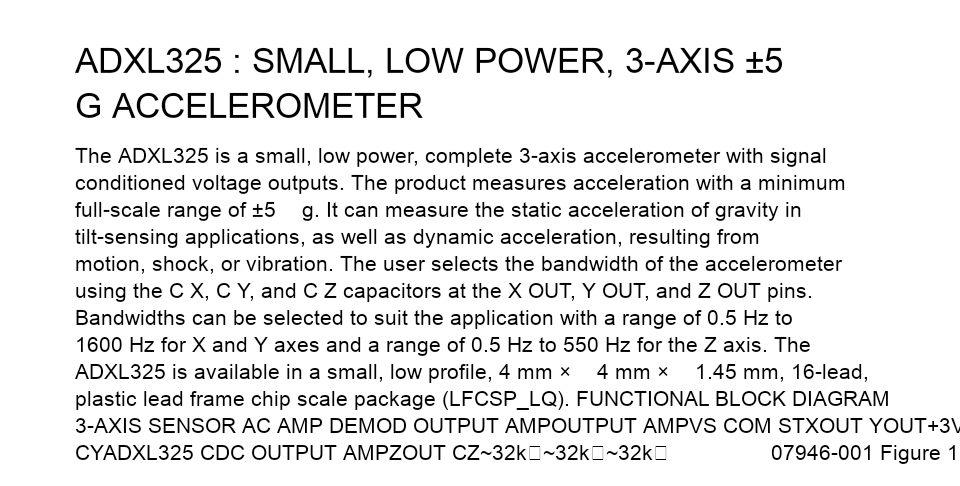 ADXL325 : SMALL, LOW POWER, 3-AXIS ±5
G ACCELEROMETER
The ADXL325 is a small, low power, complete 3-axis accelerometer with signal
conditioned voltage outputs. The product measures acceleration with a minimum
full-scale range of ±5 g. It can measure the static acceleration of gravity in
tilt-sensing applications, as well as dynamic acceleration, resulting from
motion, shock, or vibration. The user selects the bandwidth of the accelerometer
using the C X, C Y, and C Z capacitors at the X OUT, Y OUT, and Z OUT pins.
Bandwidths can be selected to suit the application with a range of 0.5 Hz to
1600 Hz for X and Y axes and a range of 0.5 Hz to 550 Hz for the Z axis. The
ADXL325 is available in a small, low profile, 4 mm × 4 mm × 1.45 mm, 16-lead,
plastic lead frame chip scale package (LFCSP_LQ). FUNCTIONAL BLOCK DIAGRAM
3-AXIS SENSOR AC AMP DEMOD OUTPUT AMPOUTPUT AMPVS COM STXOUT YOUT+3V
CYADXL325 CDC OUTPUT AMPZOUT CZ~32k□~32k□~32k□ 07946-001 Figure 1